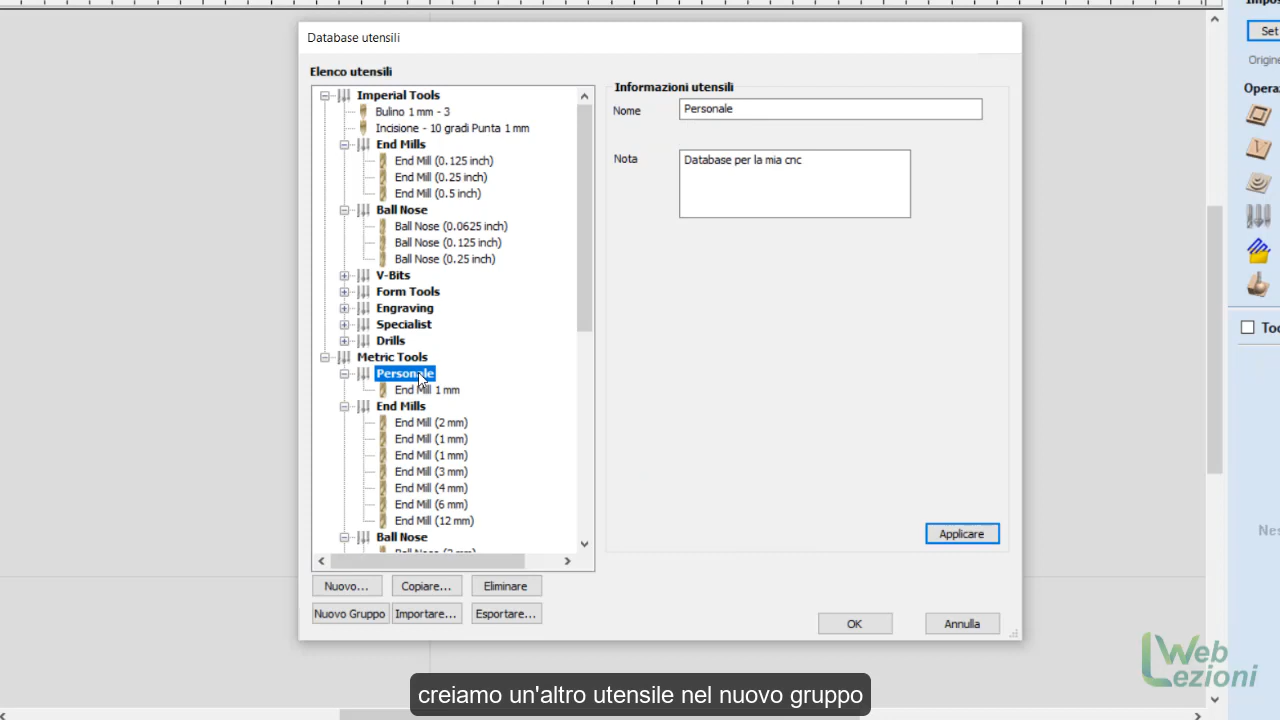 Database utensili
Elenco utensili
Imperial Tools
Bulino 1 mm - 3
Incisione - 10 gradi Punta 1 mm
End Mills
End Mill (0.125 inch)
End Mill (0.25 inch)
End Mill (0.5 inch)
Ball Nose
Ball Nose (0.0625 inch)
Ball Nose (0.125 inch)
Ball Nose (0.25 inch)
V-Bits
Form Tools
Engraving
Specialist
Drills
Metric Tools
Personale
End Mill 1 mm
End Mills
End Mill (2 mm)
End Mill (1 mm)
End Mill (1 mm)
End Mill (3 mm)
End Mill (4 mm)
End Mill (6 mm)
End Mill (12 mm)
Ball Nose
Nuovo...
Copiare...
Eliminare
Nuovo Gruppo
Importare...
Esportare...
Informazioni utensili
Nome
Personale
Nota
Database per la mia cnc
Applicare
OK
Annulla
Set
Origine
Opera
Too
Nes
Web
Lezioni
creiamo un'altro utensile nel nuovo gruppo